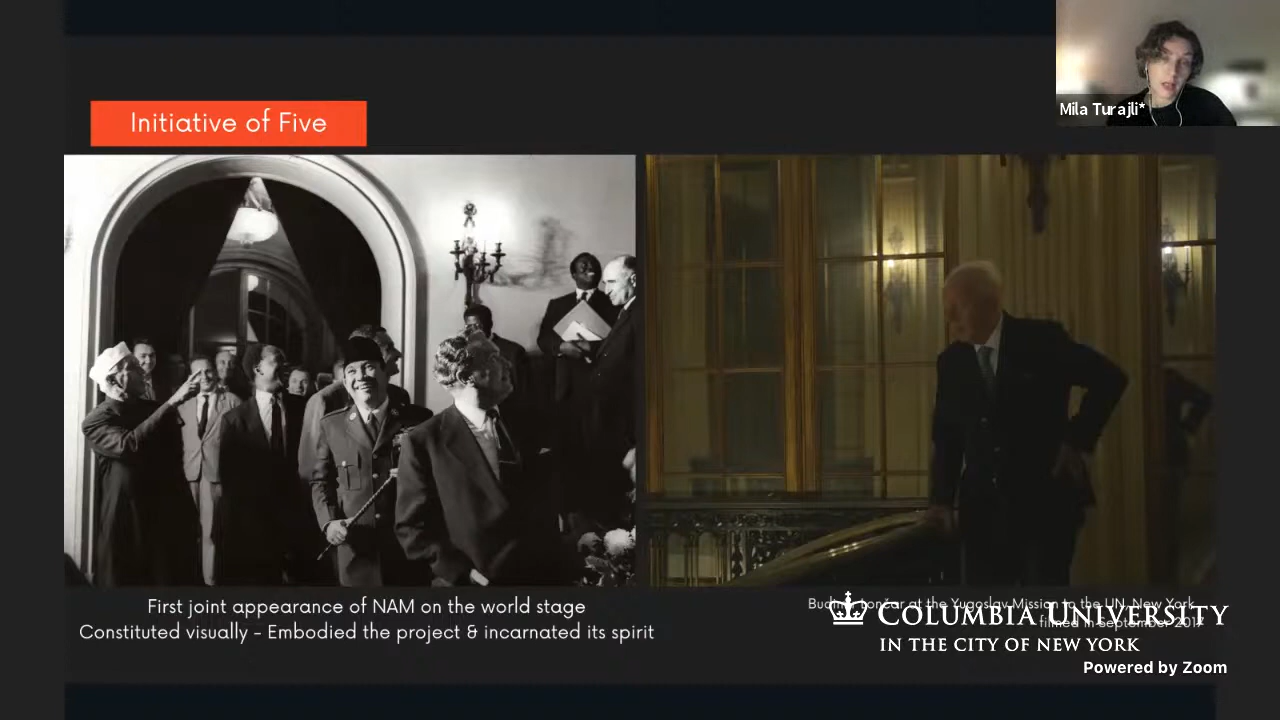 Mila Turajli*
Initiative of Five
First joint appearance of NAM on the world stage
Constituted visually - Embodied the project & incarnated its spirit
Budimir Lončar at the Yugoslav Mission to the UN, New York
filmed in September 2017
COLUMBIA UNIVERSITY
IN THE CITY OF NEW YORK
Powered by Zoom